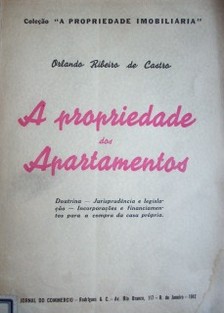 Coleção "A PROPRIEDADE IMOBILIÁRIA"
Orlando Ribeiro de Castro
A propriedade
dos
Apartamentos
Doutrina — Jurisprudência e legisla-
ção — Incorporações e financiamen-
tos para a compra da casa própria.
JORNAL DO COMMERCIO - Rodrigues & C. - Av. Rio Branco, 117 - R. de Janeiro -